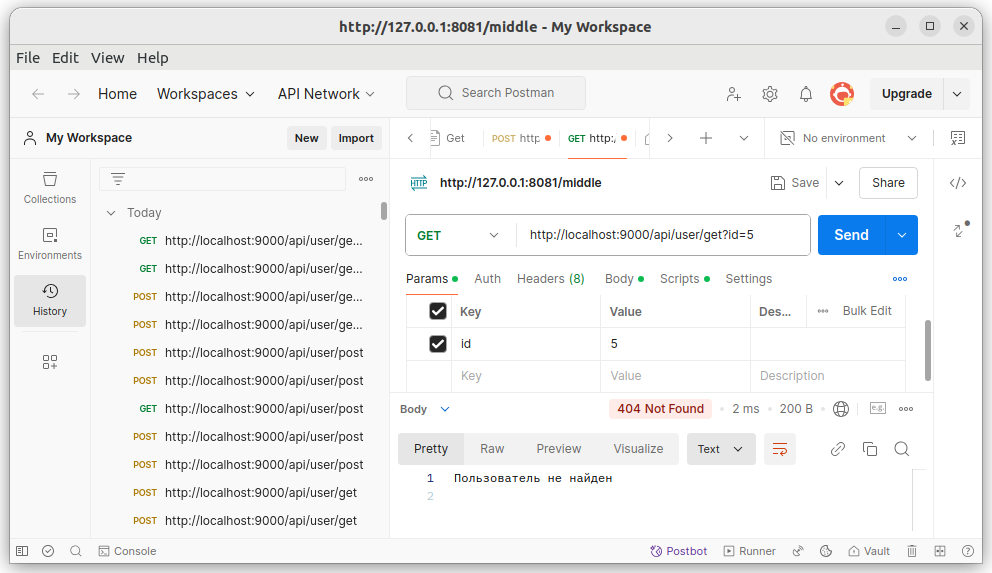 http://127.0.0.1:8081/middle - My Workspace
File Edit View Help
Home Workspaces API Network Search Postman Upgrade
My Workspace New Import
Get POST http GET http:/ No environment
Collections
Environments
History
Today
GET http://localhost:9000/api/user/ge...
GET http://localhost:9000/api/user/ge...
POST http://localhost:9000/api/user/ge...
POST http://localhost:9000/api/user/ge...
POST http://localhost:9000/api/user/post
POST http://localhost:9000/api/user/post
GET http://localhost:9000/api/user/post
POST http://localhost:9000/api/user/post
POST http://localhost:9000/api/user/post
POST http://localhost:9000/api/user/get
POST http://localhost:9000/api/user/get
HTTP http://127.0.0.1:8081/middle Save Share
GET http://localhost:9000/api/user/get?id=5 Send
Params Auth Headers (8) Body Scripts Settings
Key Value Des... Bulk Edit
id 5
Key Value Description
Body 404 Not Found 2 ms 200 B e.g.
Pretty Raw Preview Visualize Text
1 Пользователь не найден
2
Console Postbot Runner Vault